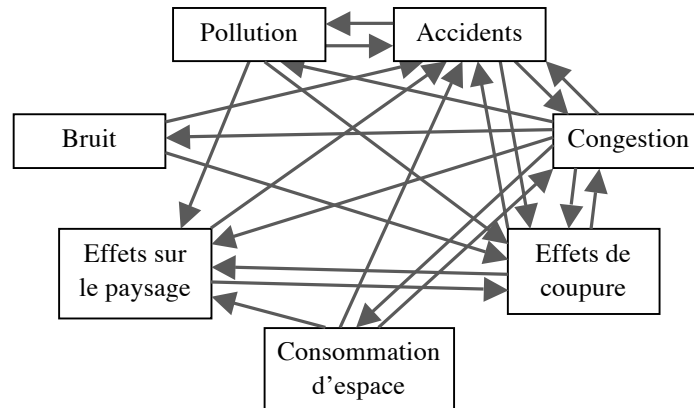 Pollution
Accidents
Bruit
Congestion
Effets sur
le paysage
Effets de
coupure
Consommation
d’espace